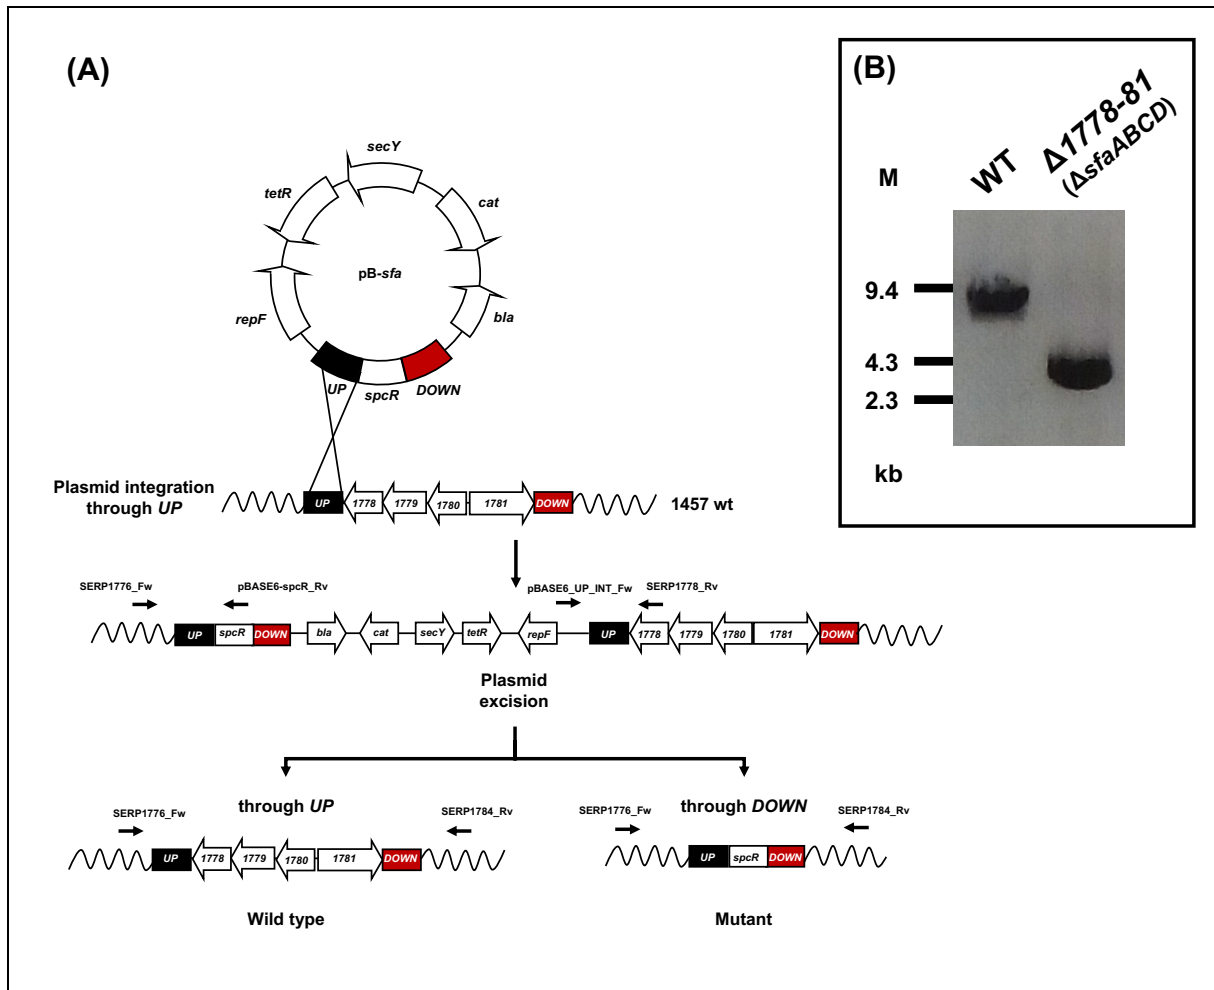 (A)
secY
tetR
cat
pB-sfa
repF
bla
UP
spcR
DOWN
Plasmid integration
through UP
UP
1778
1779
1780
1781
DOWN
1457 wt
SERP1776_Fw
pBASE6-spcR_Rv
pBASE6_UP_INT_Fw
SERP1778_Rv
UP
spcR
DOWN
bla
cat
secY
tetR
repF
UP
1778
1779
1780
1781
DOWN
Plasmid
excision
through UP
SERP1776_Fw
SERP1784_Rv
UP
1778
1779
1780
1781
DOWN
Wild type
through DOWN
SERP1776_Fw
SERP1784_Rv
UP
spcR
DOWN
Mutant
(B)
M
WT
Δ1778-81
(ΔsfaABCD)
9.4
4.3
2.3
kb